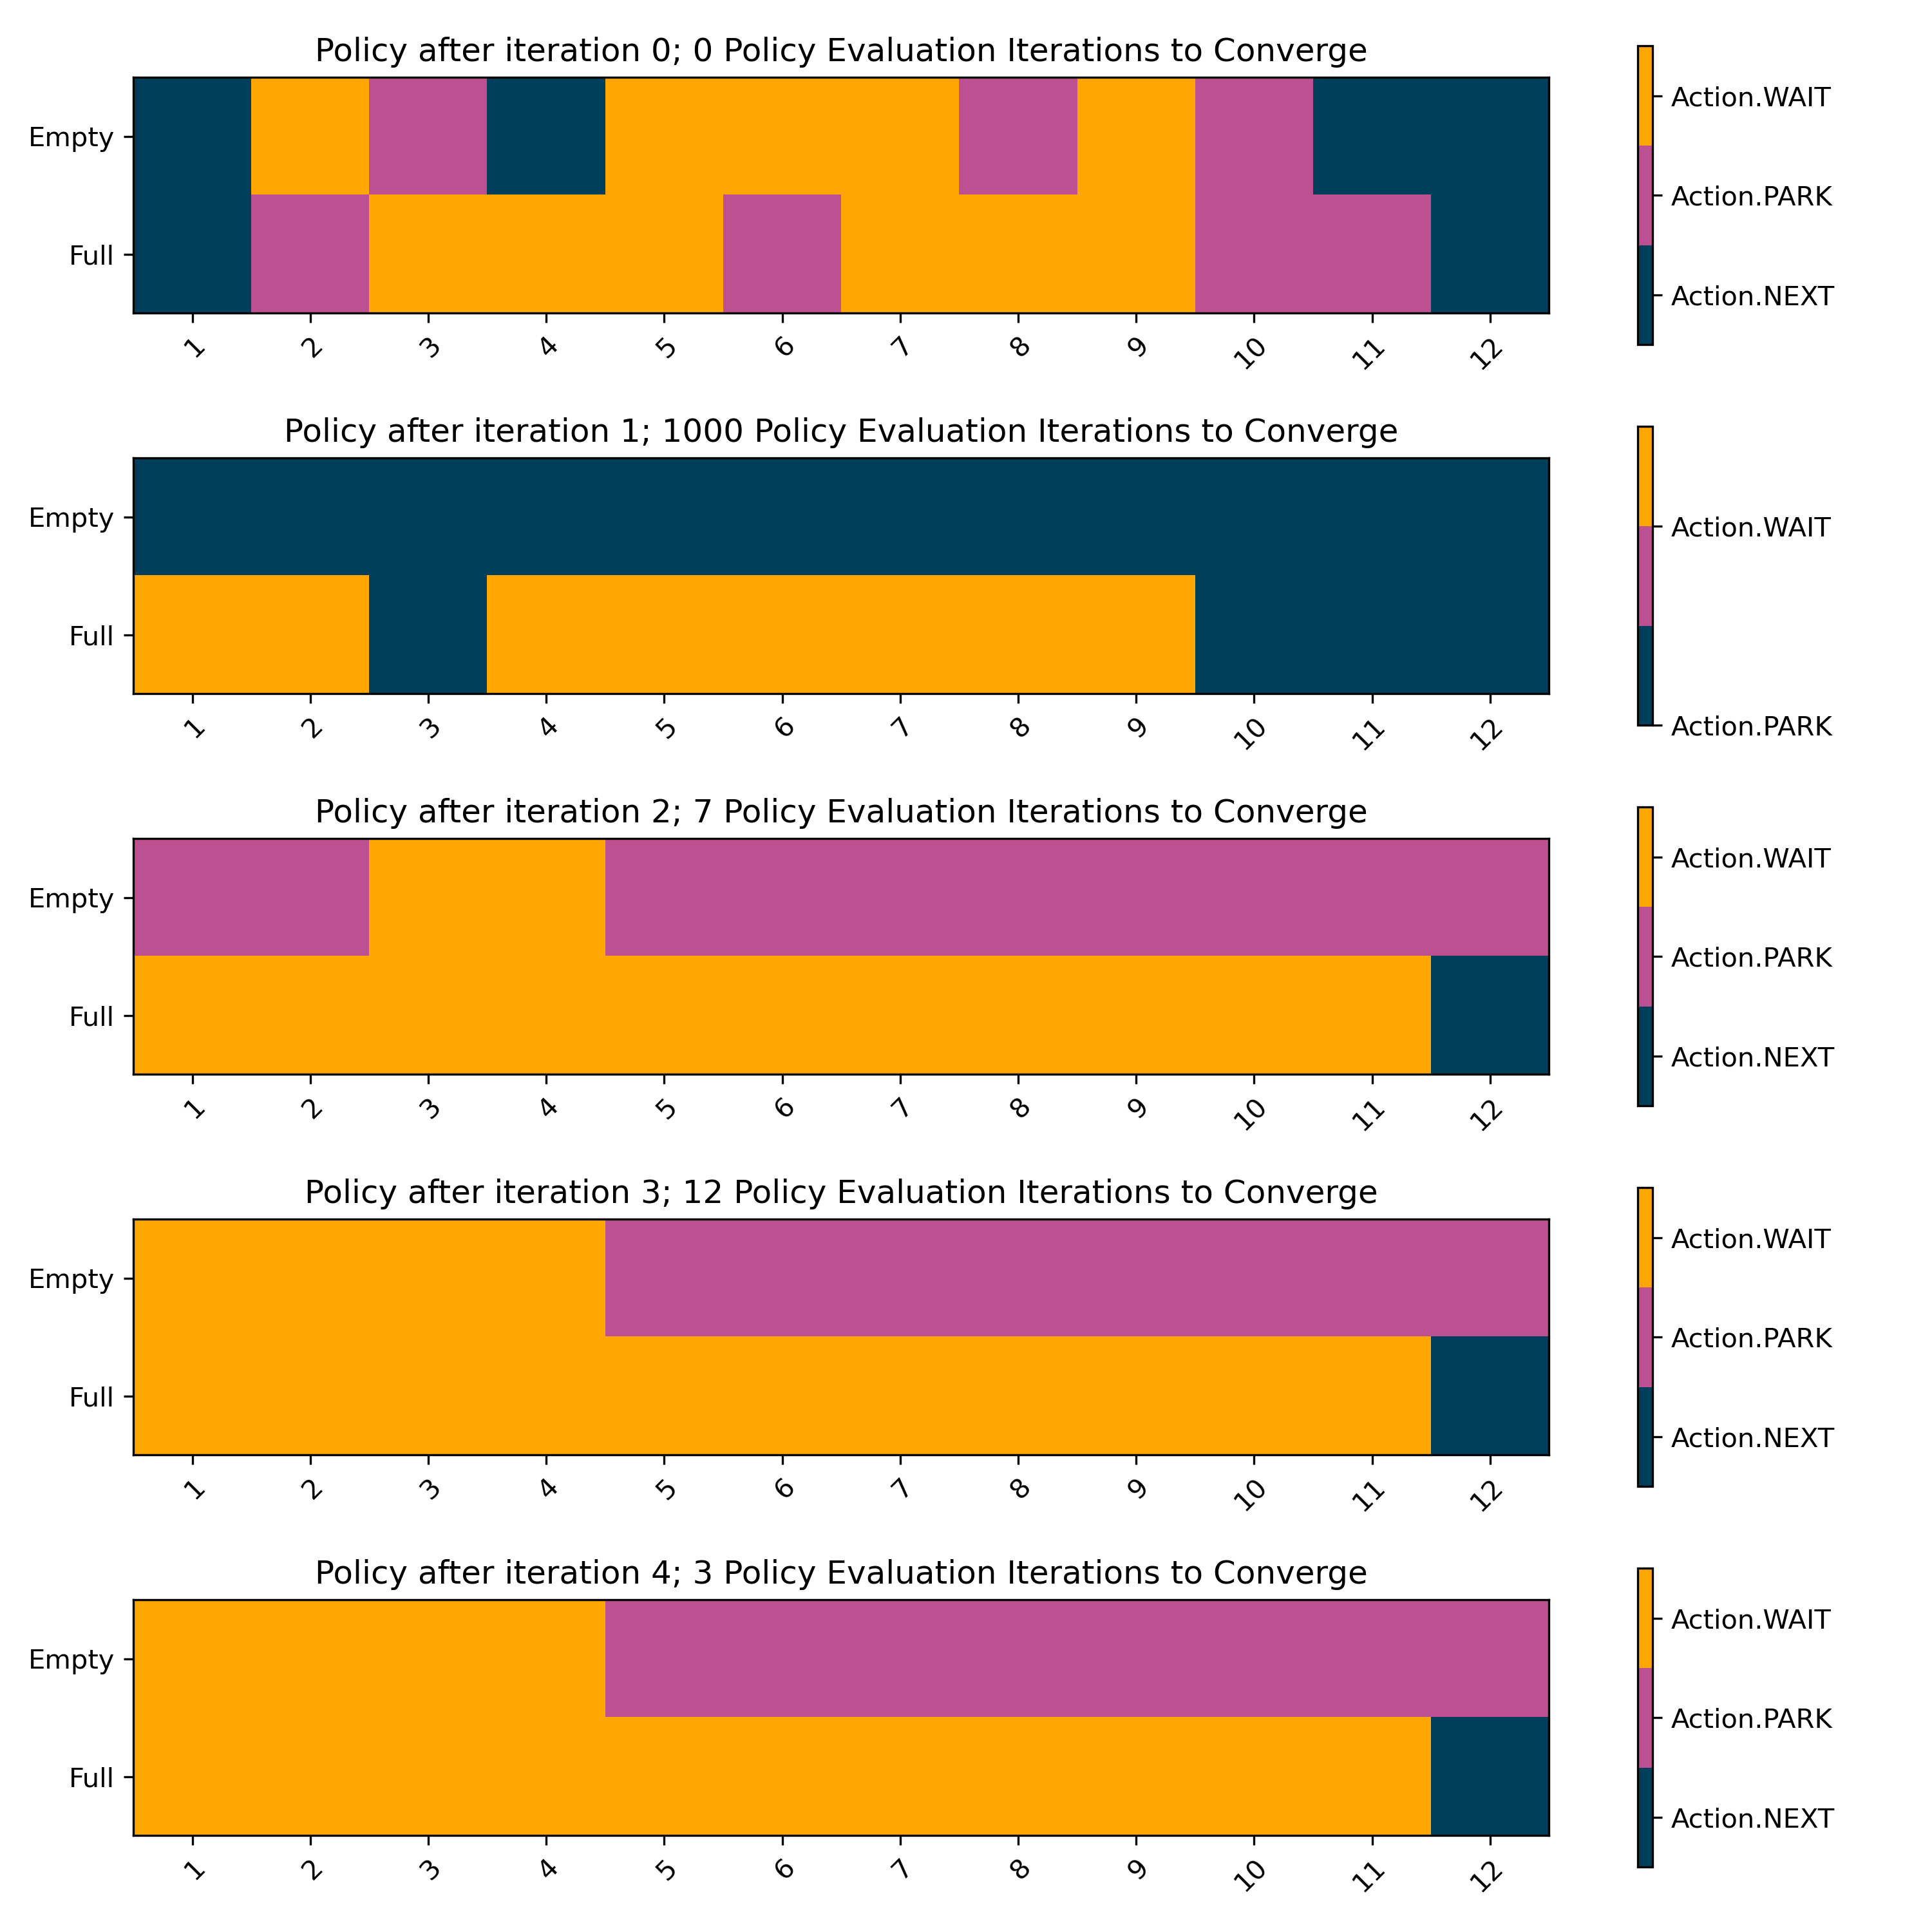 Policy after iteration 0; 0 Policy Evaluation Iterations to Converge
Empty
Full
1 2 3 4 5 6 7 8 9 10 11 12
Action.WAIT
Action.PARK
Action.NEXT
Policy after iteration 1; 1000 Policy Evaluation Iterations to Converge
Empty
Full
1 2 3 4 5 6 7 8 9 10 11 12
Action.WAIT
Action.PARK
Policy after iteration 2; 7 Policy Evaluation Iterations to Converge
Empty
Full
1 2 3 4 5 6 7 8 9 10 11 12
Action.WAIT
Action.PARK
Action.NEXT
Policy after iteration 3; 12 Policy Evaluation Iterations to Converge
Empty
Full
1 2 3 4 5 6 7 8 9 10 11 12
Action.WAIT
Action.PARK
Action.NEXT
Policy after iteration 4; 3 Policy Evaluation Iterations to Converge
Empty
Full
1 2 3 4 5 6 7 8 9 10 11 12
Action.WAIT
Action.PARK
Action.NEXT